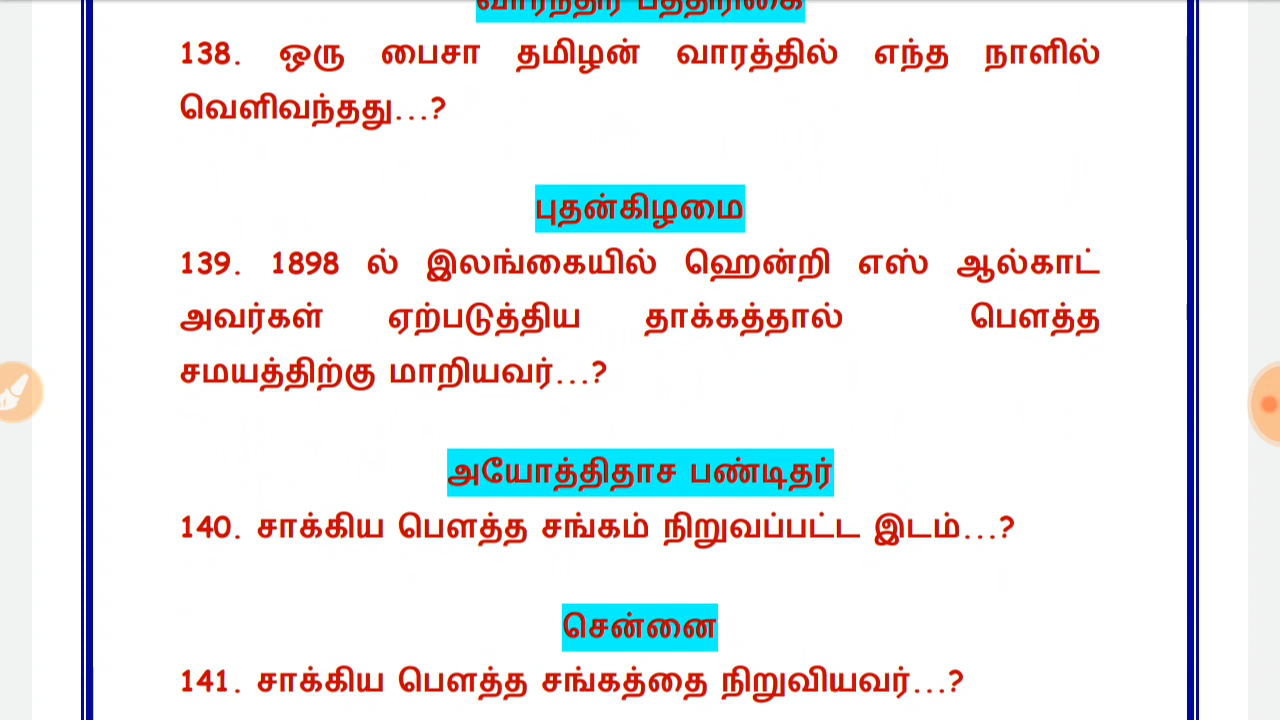 வாராந்திர பத்திரிகை
138. ஒரு பைசா தமிழன் வாரத்தில் எந்த நாளில்
வெளிவந்தது...?
புதன்கிழமை
139. 1898 ல் இலங்கையில் ஹென்றி எஸ் ஆல்காட்
அவர்கள் ஏற்படுத்திய தாக்கத்தால் பௌத்த
சமயத்திற்கு மாறியவர்...?
அயோத்திதாச பண்டிதர்
140. சாக்கிய பௌத்த சங்கம் நிறுவப்பட்ட இடம்...?
சென்னை
141. சாக்கிய பௌத்த சங்கத்தை நிறுவியவர்...?